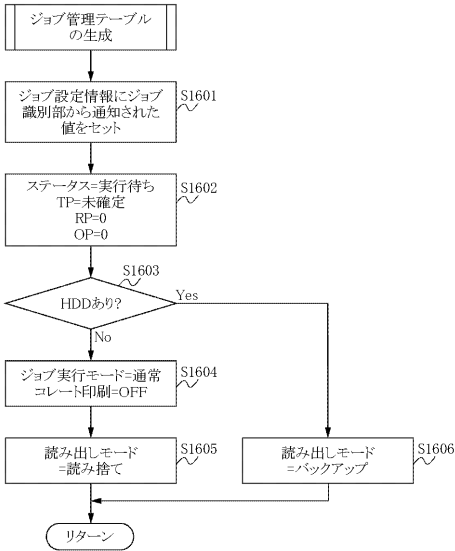 ジョブ管理テーブル
の生成
S1601
ジョブ設定情報にジョブ
識別部から通知された
値をセット
S1602
ステータス=実行待ち
TP=未確定
RP=0
OP=0
S1603
HDDあり?
Yes
No
S1604
ジョブ実行モード=通常
コレート印刷=OFF
S1605
読み出しモード
=読み捨て
S1606
読み出しモード
=バックアップ
リターン